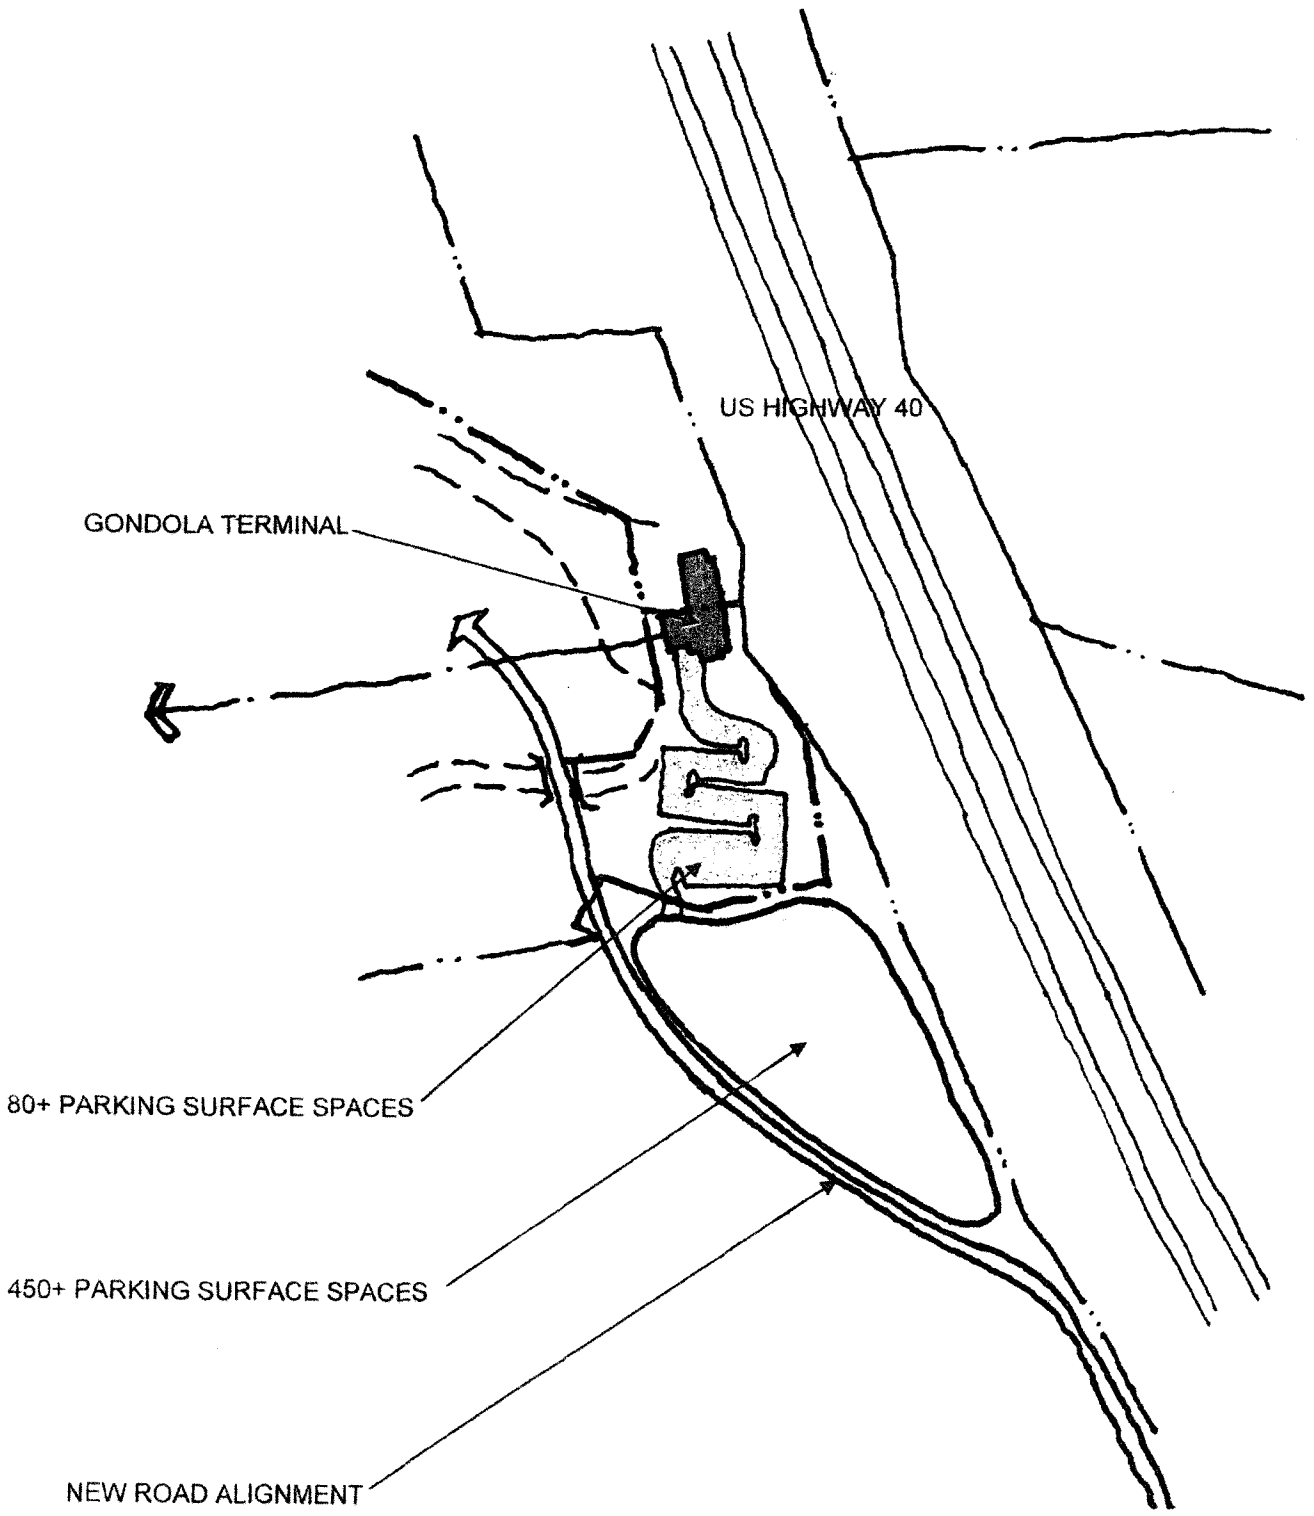 US HIGHWAY 40
GONDOLA TERMINAL
80+ PARKING SURFACE SPACES
450+ PARKING SURFACE SPACES
NEW ROAD ALIGNMENT